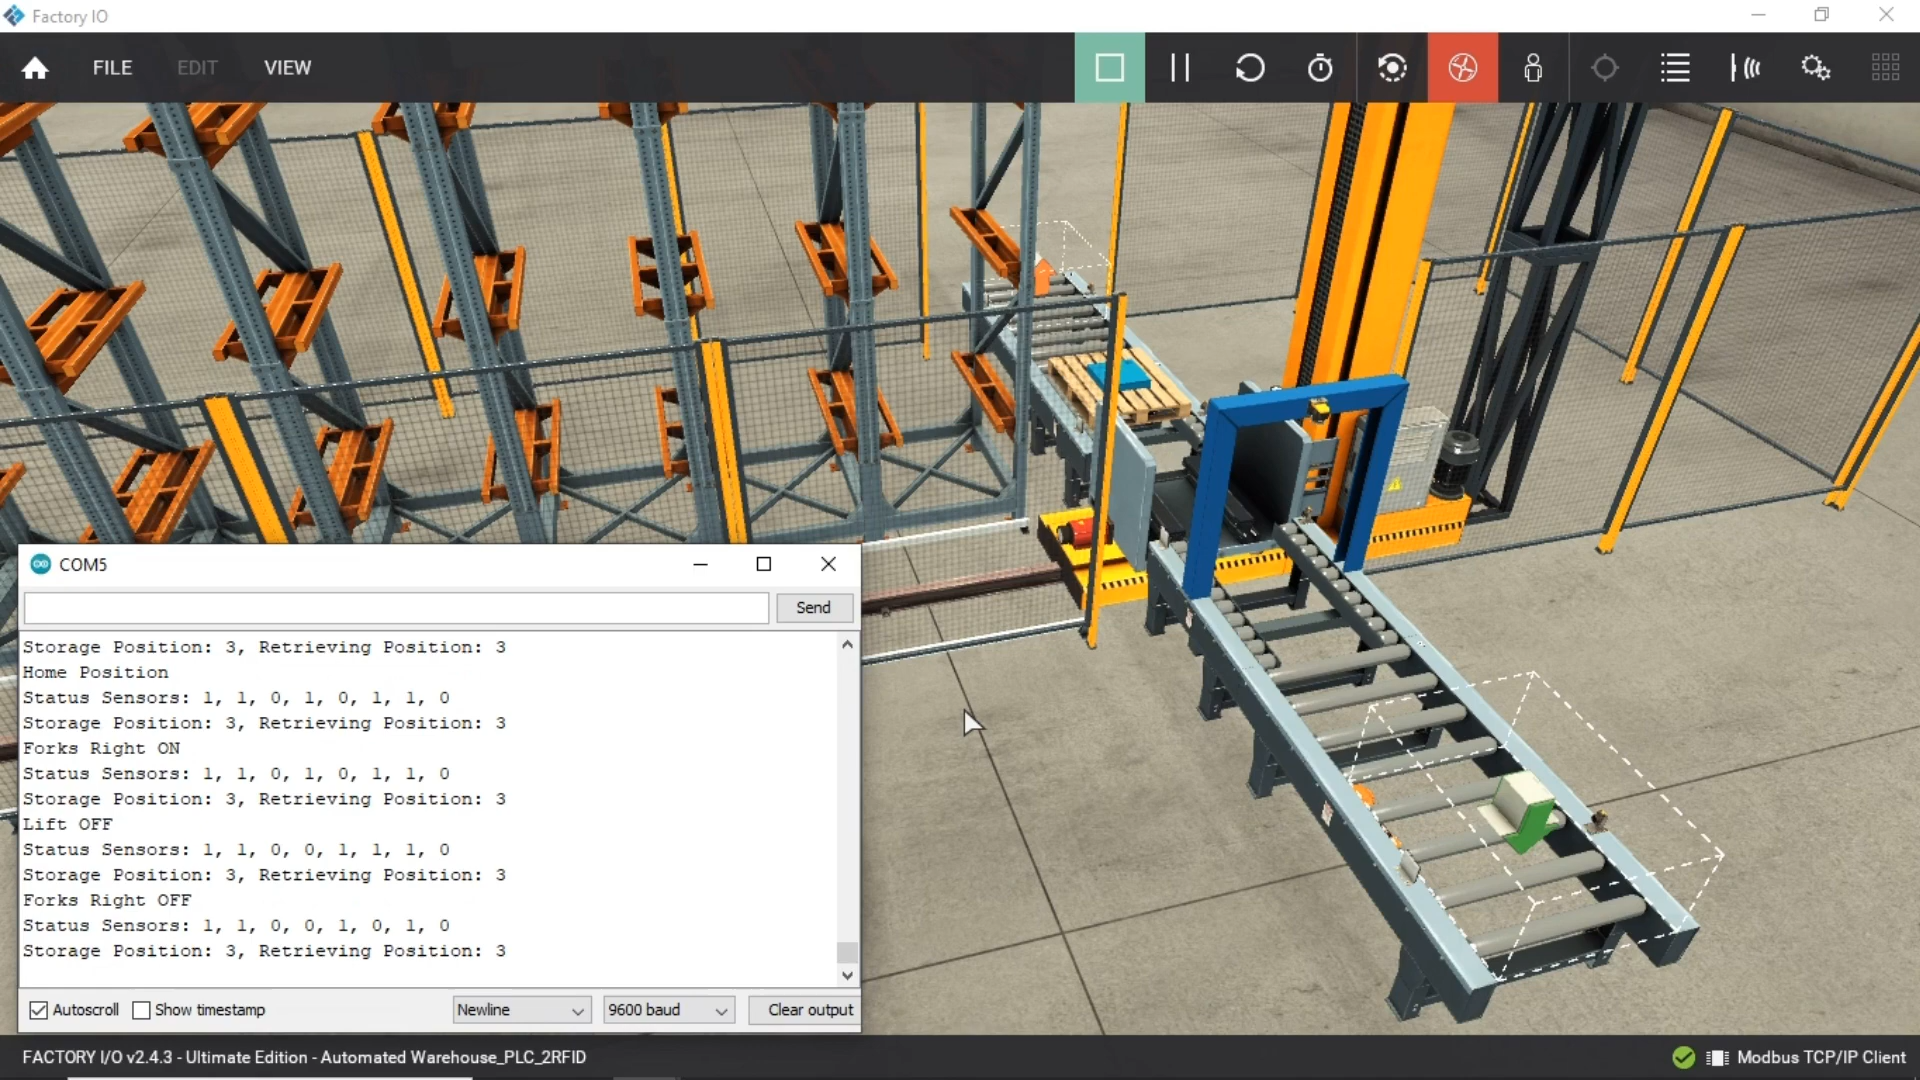 Factory IO
FILE EDIT VIEW
COM5
Send
Storage Position: 3, Retrieving Position: 3
Home Position
Status Sensors: 1, 1, 0, 1, 0, 1, 1, 0
Storage Position: 3, Retrieving Position: 3
Forks Right ON
Status Sensors: 1, 1, 0, 1, 0, 1, 1, 0
Storage Position: 3, Retrieving Position: 3
Lift OFF
Status Sensors: 1, 1, 0, 0, 1, 1, 1, 0
Storage Position: 3, Retrieving Position: 3
Forks Right OFF
Status Sensors: 1, 1, 0, 0, 1, 0, 1, 0
Storage Position: 3, Retrieving Position: 3
Autoscroll Show timestamp Newline 9600 baud Clear output
FACTORY I/O v2.4.3 - Ultimate Edition - Automated Warehouse_PLC_2RFID Modbus TCP/IP Client